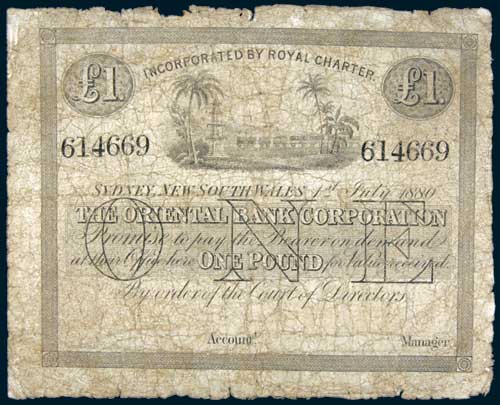 INCORPORATED BY ROYAL CHARTER.
£1 £1
614669 614669
SYDNEY, NEW SOUTH WALES 1st July 1880
THE ORIENTAL BANK CORPORATION
Promise to pay the Bearer on demand
at their Office here ONE POUND for Value received.
ONE
By order of the Court of Directors
Accountt Manager